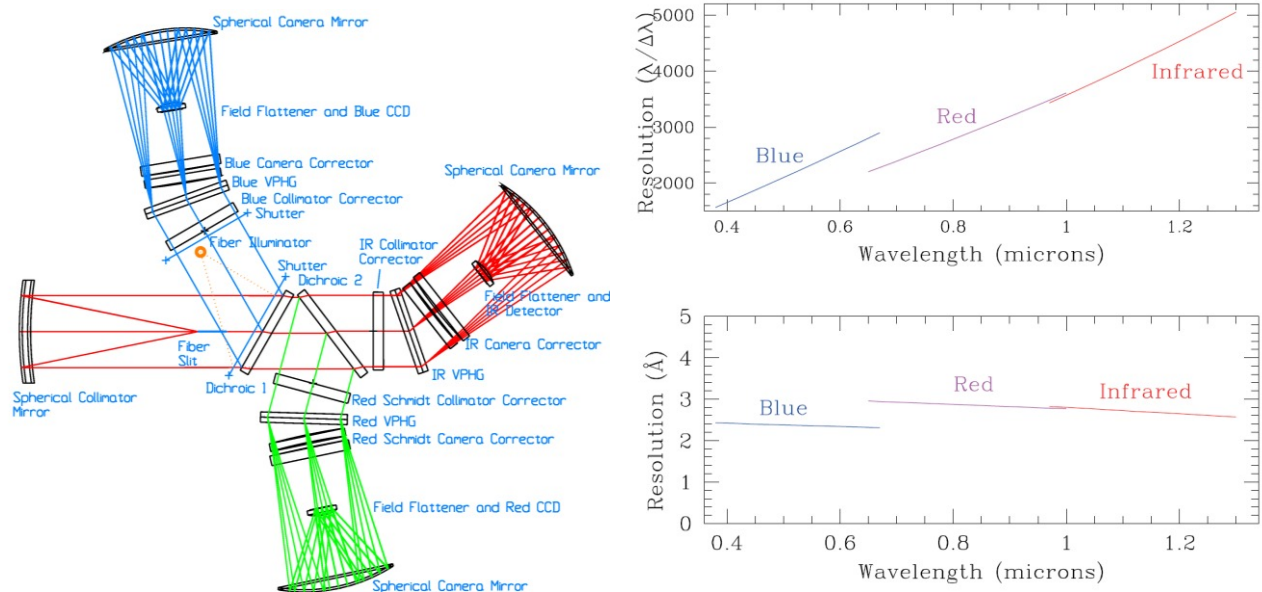 Spherical Camera Mirror
Field Flattener and Blue CCD
Blue Camera Corrector
Blue VPHG
Blue Collimator Corrector
Shutter
Fiber Illuminator
Shutter
Dichroic 2
IR Collimator
Corrector
Spherical Camera Mirror
Field Flattener and
IR Detector
IR Camera Corrector
IR VPHG
Fiber
Slit
Dichroic 1
Spherical Collimator
Mirror
Red Schmidt Collimator Corrector
Red VPHG
Red Schmidt Camera Corrector
Field Flattener and Red CCD
Spherical Camera Mirror
Resolution (λ/Δλ)
5000
4000
3000
2000
Blue
Red
Infrared
0.4 0.6 0.8 1 1.2
Wavelength (microns)
Resolution (Å)
5
4
3
2
1
0
Blue
Red
Infrared
0.4 0.6 0.8 1 1.2
Wavelength (microns)